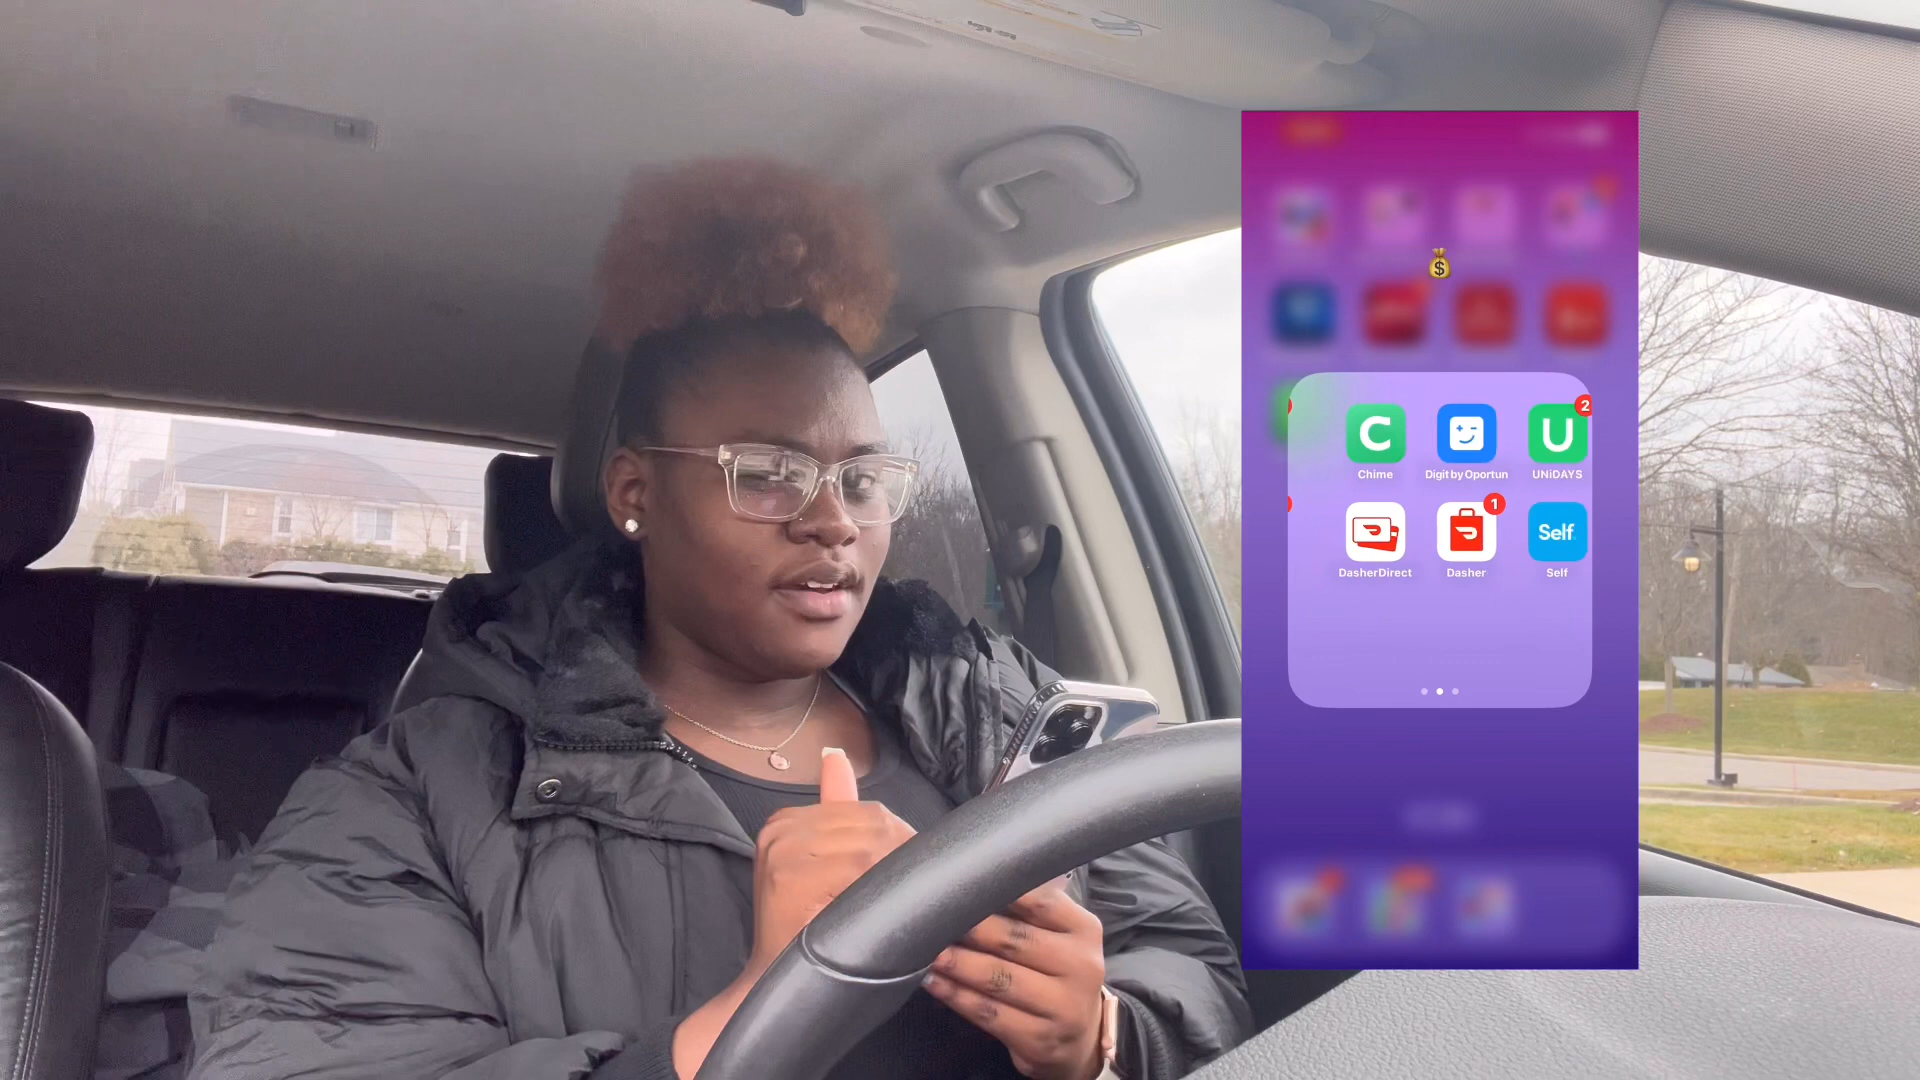 C
U
2
Chime
Digit by Oportun
UNiDAYS
1
Self.
DasherDirect
Dasher
Self